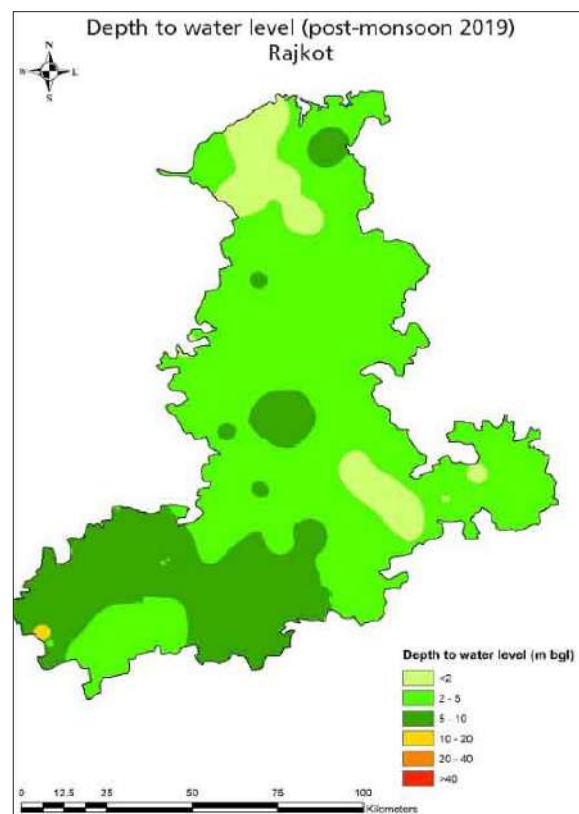 Depth to water level (post-monsoon 2019)
Rajkot
N
W
E
S
Depth to water level (m bgl)
<2
2 - 5
5 - 10
10 - 20
20 - 40
>40
0 12.5 25 50 75 100
Kilometers